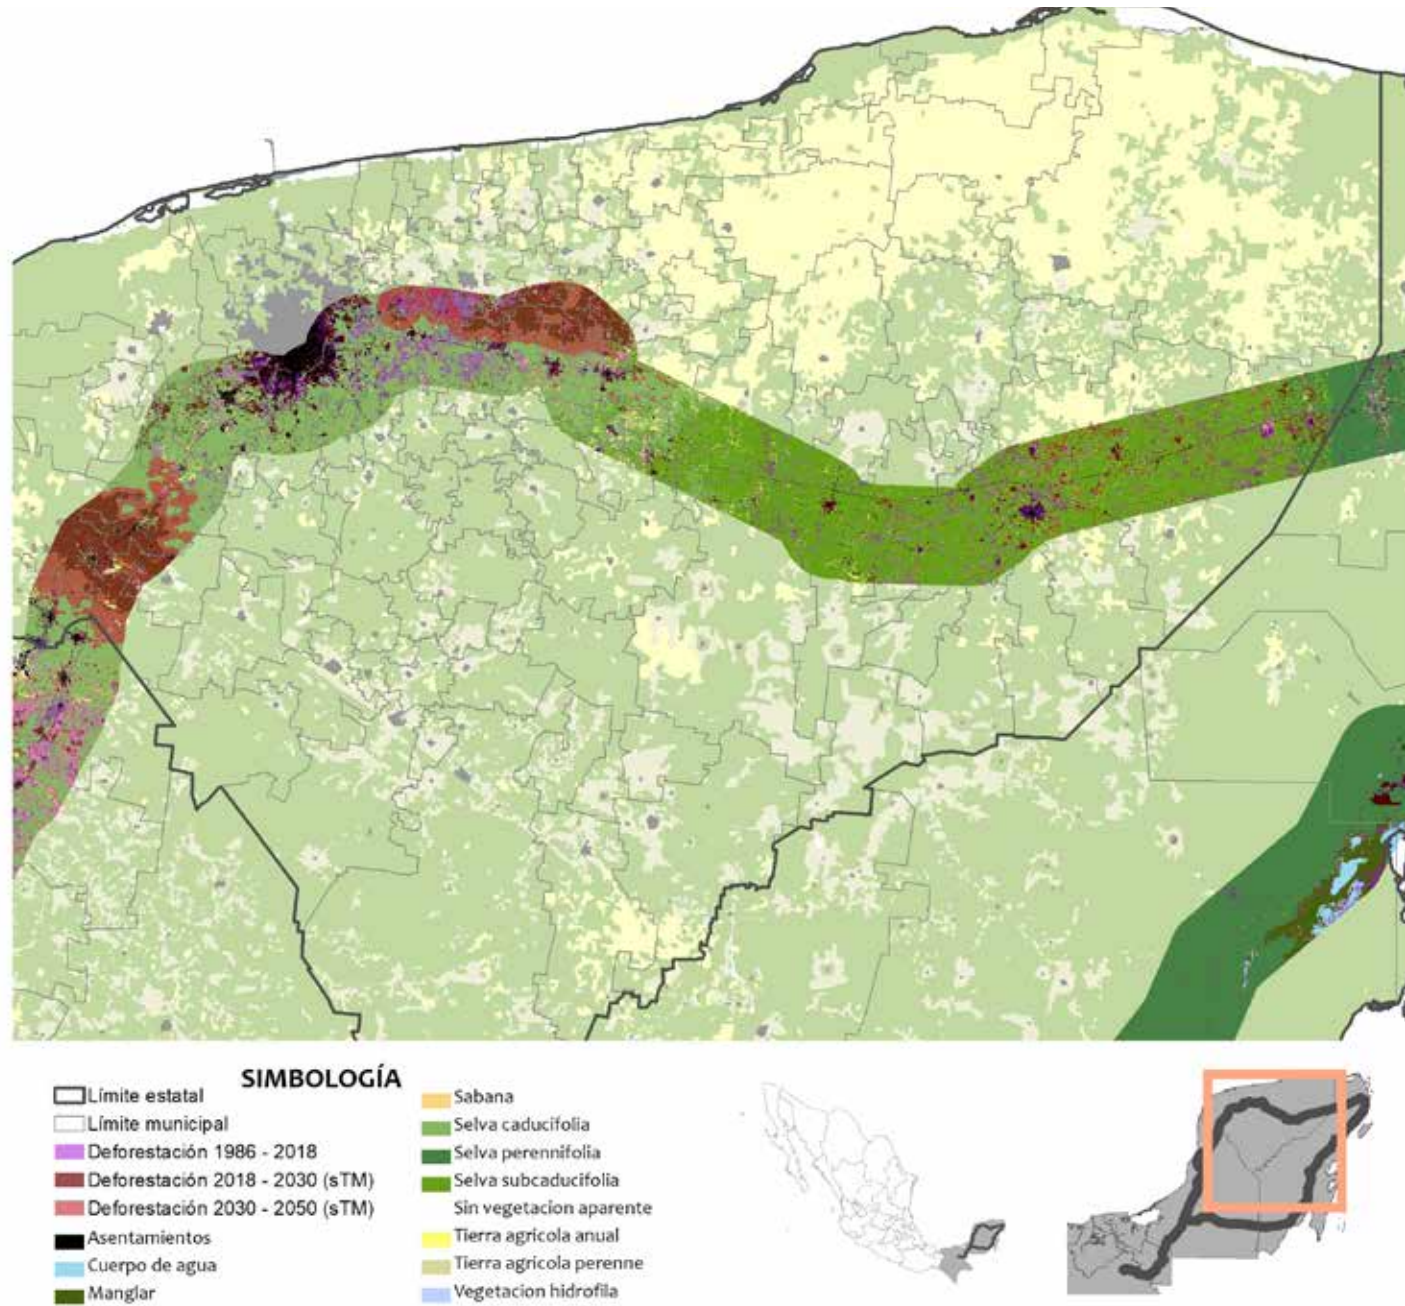 SIMBOLOGÍA
Límite estatal
Límite municipal
Deforestación 1986 - 2018
Deforestación 2018 - 2030 (sTM)
Deforestación 2030 - 2050 (sTM)
Asentamientos
Cuerpo de agua
Manglar
Sabana
Selva caducifolia
Selva perennifolia
Selva subcaducifolia
Sin vegetacion aparente
Tierra agricola anual
Tierra agricola perenne
Vegetacion hidrofila